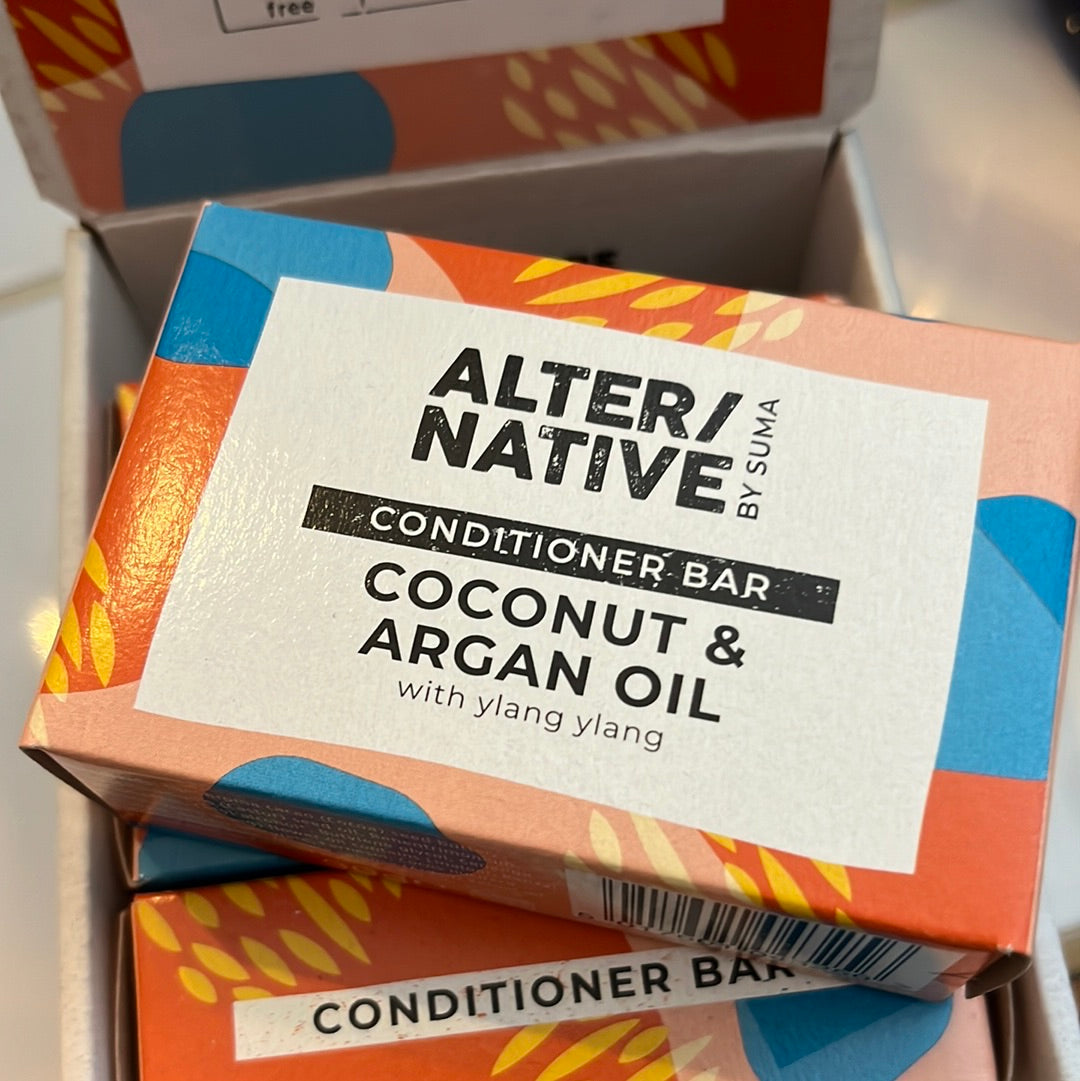 free
ALTER/
NATIVE
BY SUMA
CONDITIONER BAR
COCONUT &
ARGAN OIL
with ylang ylang
CONDITIONER BAR